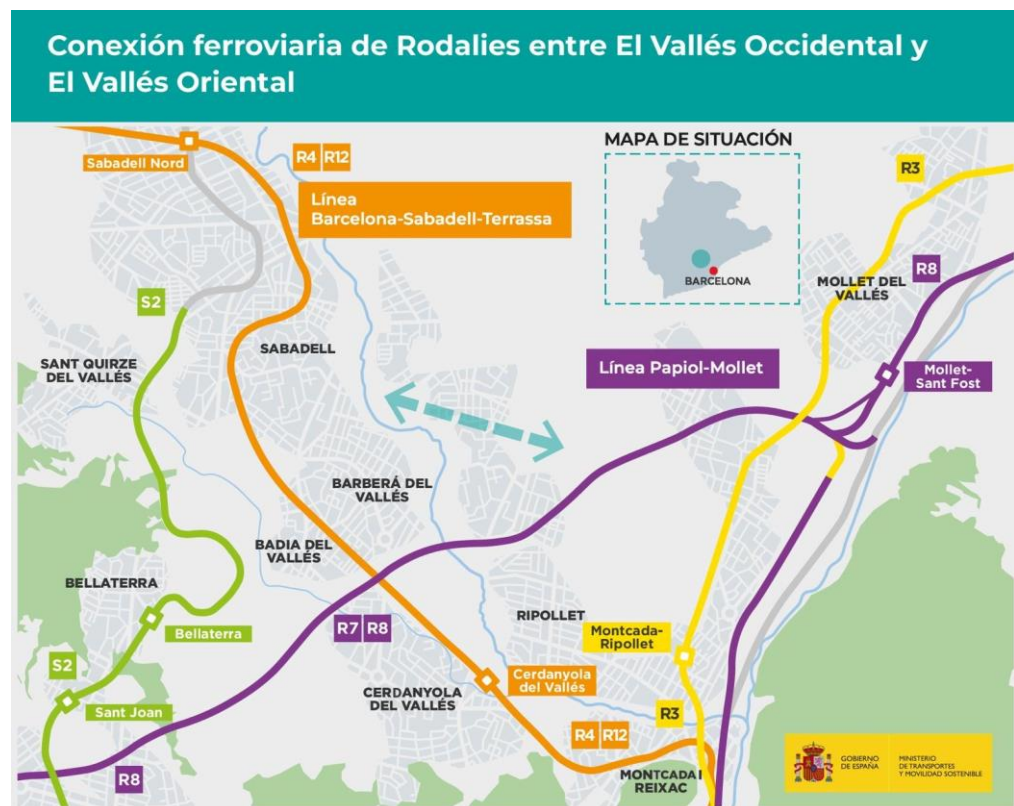 Conexión ferroviaria de Rodalies entre El Vallés Occidental y
El Vallés Oriental
MAPA DE SITUACIÓN
BARCELONA
Sabadell Nord
R4 R12
Línea
Barcelona-Sabadell-Terrassa
R3
MOLLET DEL
VALLÉS
R8
S2
SANT QUIRZE
DEL VALLÉS
SABADELL
Línea Papiol-Mollet
Mollet-
Sant Fost
BARBERÁ DEL
VALLÉS
BADIA DEL
VALLÉS
BELLATERRA
Bellaterra
R7 R8
RIPOLLET
Montcada-
Ripollet
S2
Sant Joan
CERDANYOLA
DEL VALLÉS
Cerdanyola
del Vallés
R3
R4 R12
R8
MONTCADA I
REIXAC
GOBIERNO
DE ESPAÑA
MINISTERIO
DE TRANSPORTES
Y MOVILIDAD SOSTENIBLE